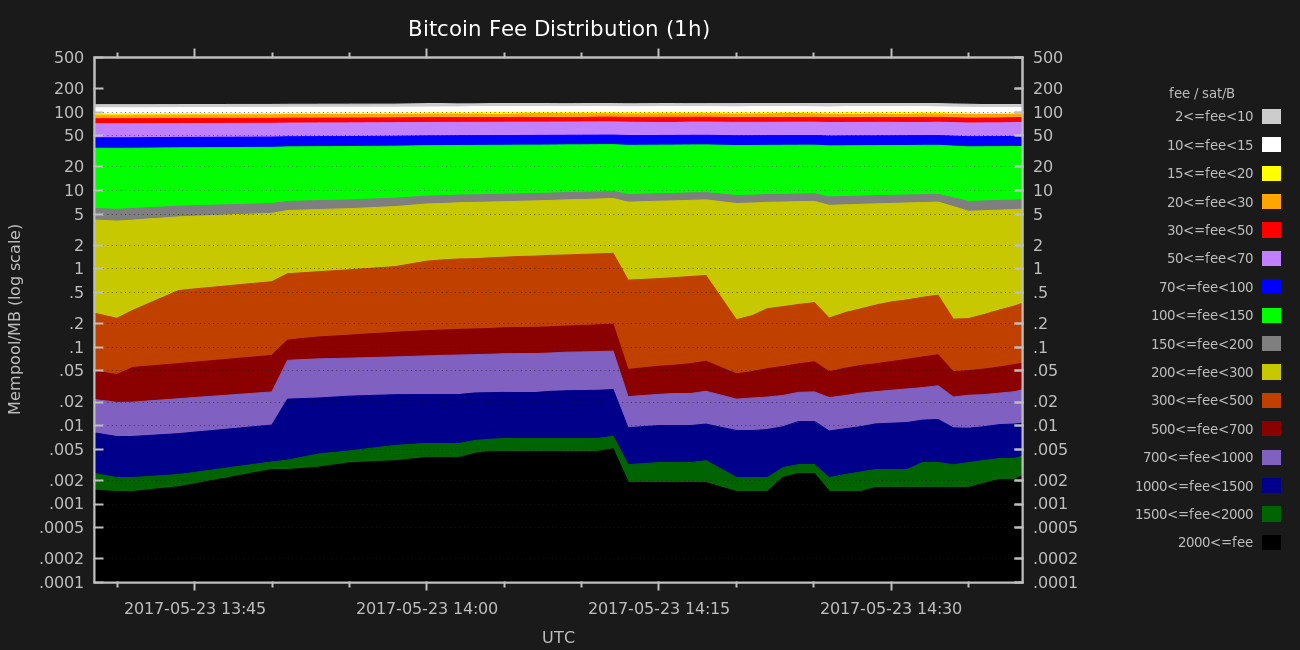 Bitcoin Fee Distribution (1h)
500 500
200 200
100 100
50 50
20 20
10 10
5 5
2 2
1 1
.5 .5
.2 .2
.1 .1
.05 .05
.02 .02
.01 .01
.005 .005
.002 .002
.001 .001
.0005 .0005
.0002 .0002
.0001 .0001
Mempool/MB (log scale)
2017-05-23 13:45 2017-05-23 14:00 2017-05-23 14:15 2017-05-23 14:30
UTC
fee / sat/B
2<=fee<10
10<=fee<15
15<=fee<20
20<=fee<30
30<=fee<50
50<=fee<70
70<=fee<100
100<=fee<150
150<=fee<200
200<=fee<300
300<=fee<500
500<=fee<700
700<=fee<1000
1000<=fee<1500
1500<=fee<2000
2000<=fee